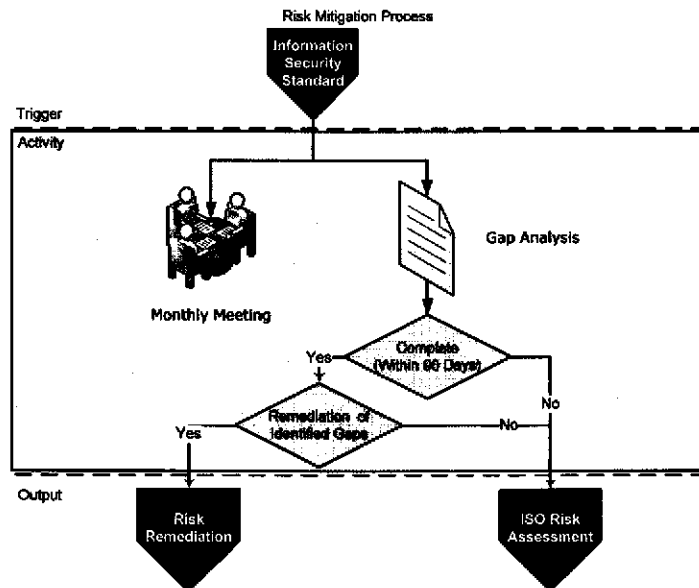 Risk Mitigation Process
Information
Security
Standard
Trigger
Activity
Gap Analysis
Monthly Meeting
Complete
(Within 90 Days)
Yes
No
Remediation of
Identified Gaps
Yes
No
Output
Risk
Remediation
ISO Risk
Assessment